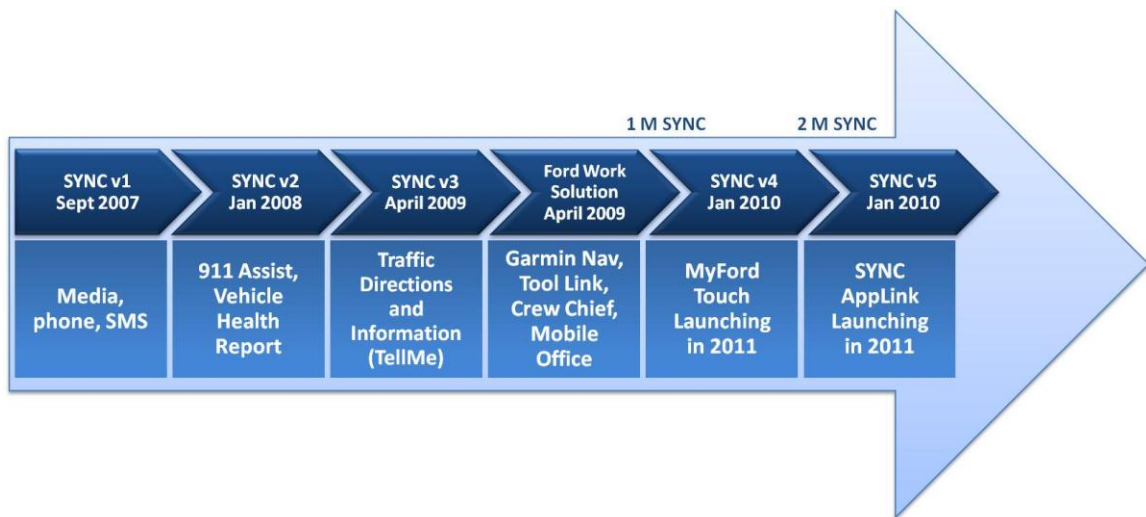 1 M SYNC
2 M SYNC
SYNC v1
Sept 2007
SYNC v2
Jan 2008
SYNC v3
April 2009
Ford Work
Solution
April 2009
SYNC v4
Jan 2010
SYNC v5
Jan 2010
Media,
phone, SMS
911 Assist,
Vehicle
Health
Report
Traffic
Directions
and
Information
(TellMe)
Garmin Nav,
Tool Link,
Crew Chief,
Mobile
Office
MyFord
Touch
Launching
in 2011
SYNC
AppLink
Launching
in 2011